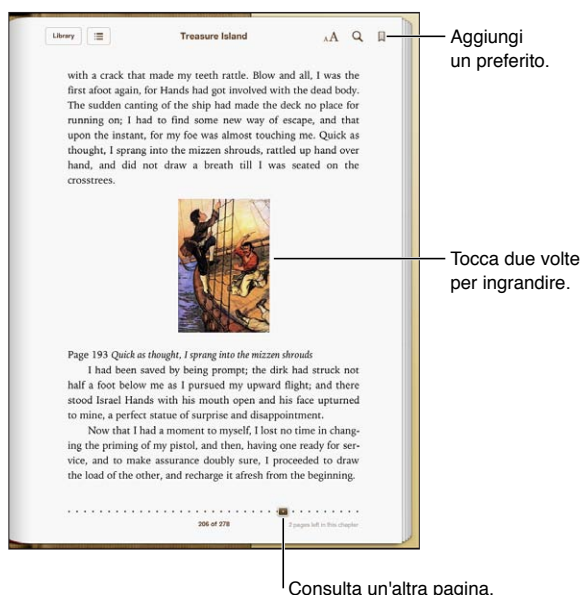 Library
Treasure Island
AA
Aggiungi
un preferito.
with a crack that made my teeth rattle. Blow and all, I was the
first afoot again, for Hands had got involved with the dead body.
The sudden canting of the ship had made the deck no place for
running on; I had to find some new way of escape, and that
upon the instant, for my foe was almost touching me. Quick as
thought, I sprang into the mizzen shrouds, rattled up hand over
hand, and did not draw a breath till I was seated on the
crosstrees.
Tocca due volte
per ingrandire.
Page 193 Quick as thought, I sprang into the mizzen shrouds
I had been saved by being prompt; the dirk had struck not
half a foot below me as I pursued my upward flight; and there
stood Israel Hands with his mouth open and his face upturned
to mine, a perfect statue of surprise and disappointment.
Now that I had a moment to myself, I lost no time in chang-
ing the priming of my pistol, and then, having one ready for ser-
vice, and to make assurance doubly sure, I proceeded to draw
the load of the other, and recharge it afresh from the beginning.
206 of 278
2 pages left in this chapter
Consulta un'altra pagina.